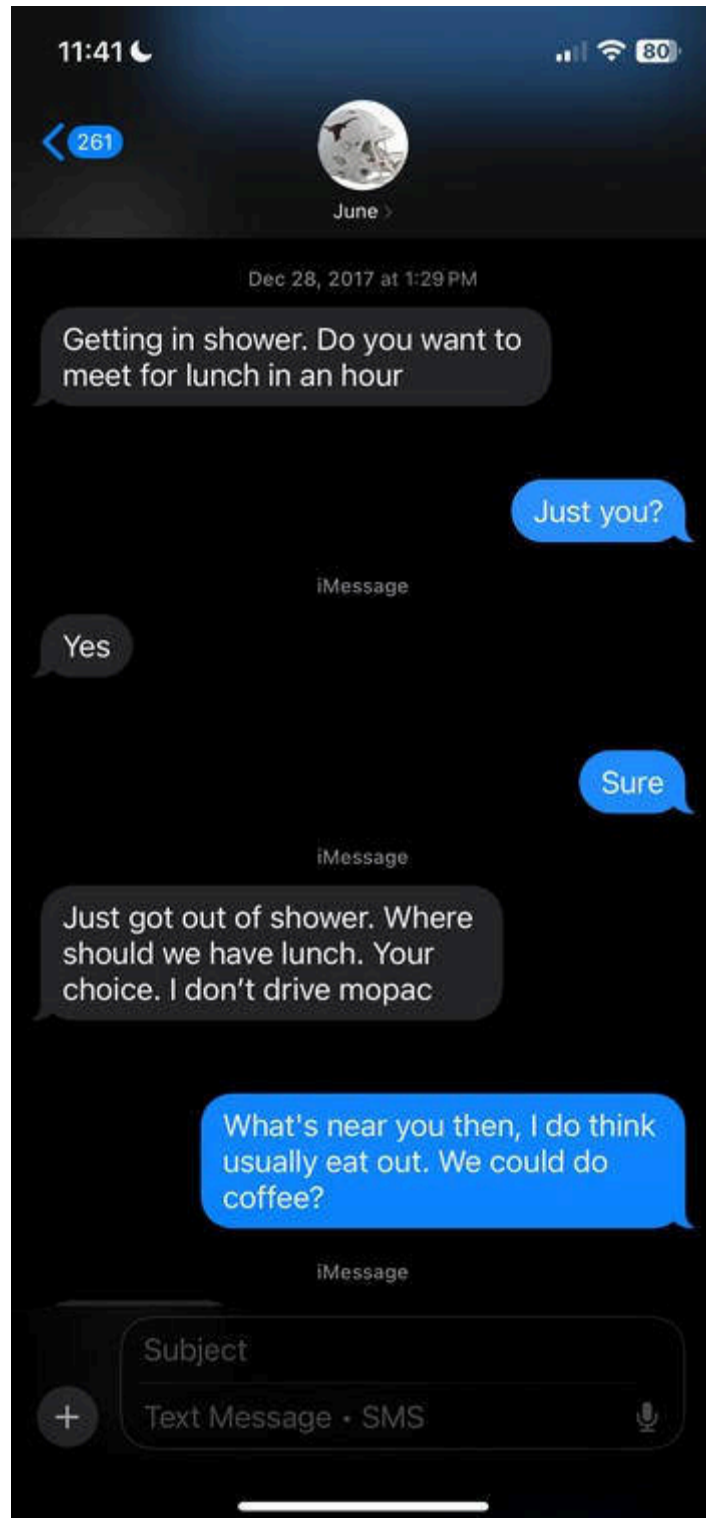 11:41
80
261
June
Dec 28, 2017 at 1:29 PM
Getting in shower. Do you want to
meet for lunch in an hour
Just you?
iMessage
Yes
Sure
iMessage
Just got out of shower. Where
should we have lunch. Your
choice. I don't drive mopac
What's near you then, I do think
usually eat out. We could do
coffee?
iMessage
Subject
Text Message • SMS